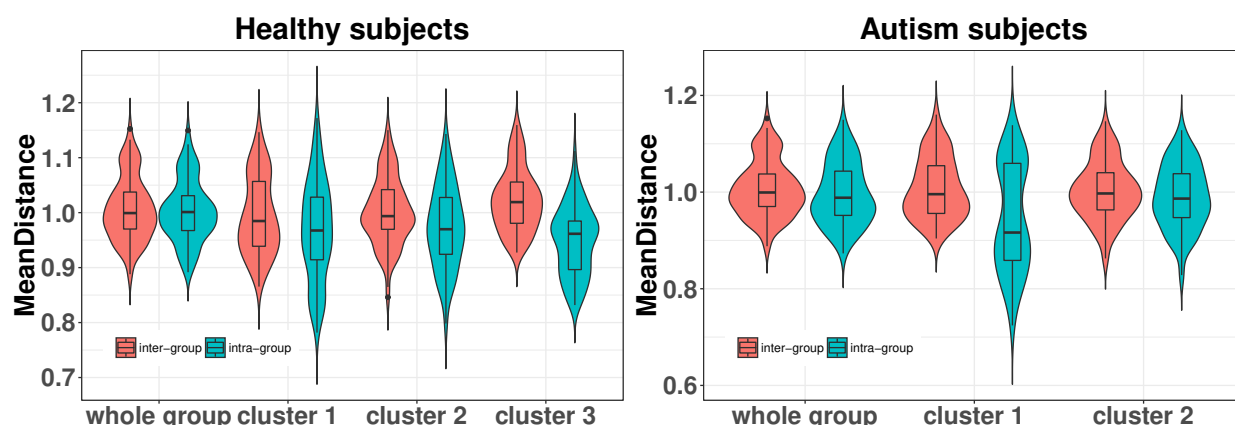 Healthy subjects
MeanDistance
1.2
1.1
1.0
0.9
0.8
0.7
inter-group intra-group
whole group cluster 1 cluster 2 cluster 3
Autism subjects
MeanDistance
1.2
1.0
0.8
0.6
inter-group intra-group
whole group cluster 1 cluster 2